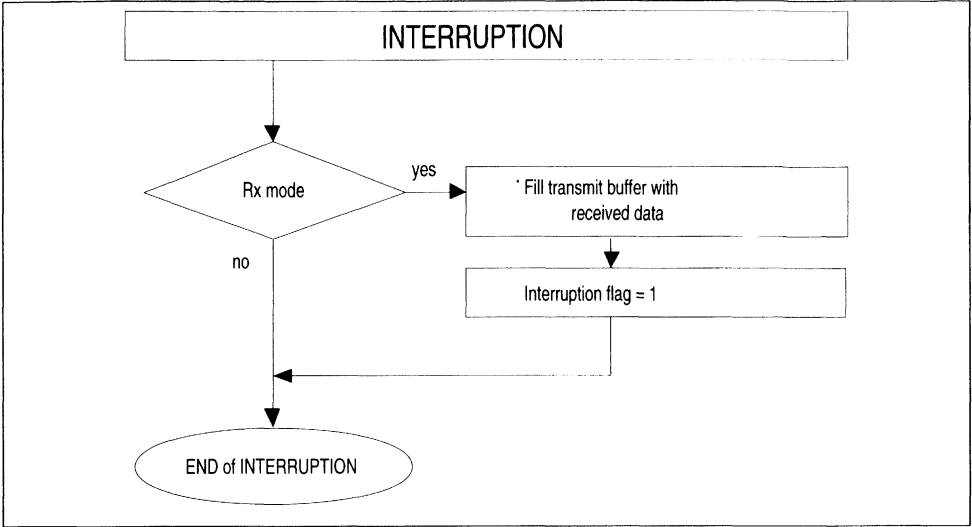 INTERRUPTION
Rx mode
yes
* Fill transmit buffer with
received data
no
Interruption flag = 1
END of INTERRUPTION